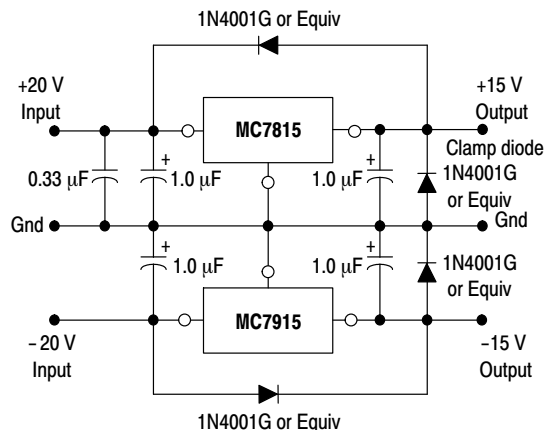 1N4001G or Equiv
+20 V
Input
+15 V
Output
MC7815
Clamp diode
0.33 µF
+
1.0 µF
1.0 µF
+
1N4001G
or Equiv
Gnd
Gnd
+
1.0 µF
1.0 µF
+
1N4001G
or Equiv
MC7915
–20 V
Input
–15 V
Output
1N4001G or Equiv